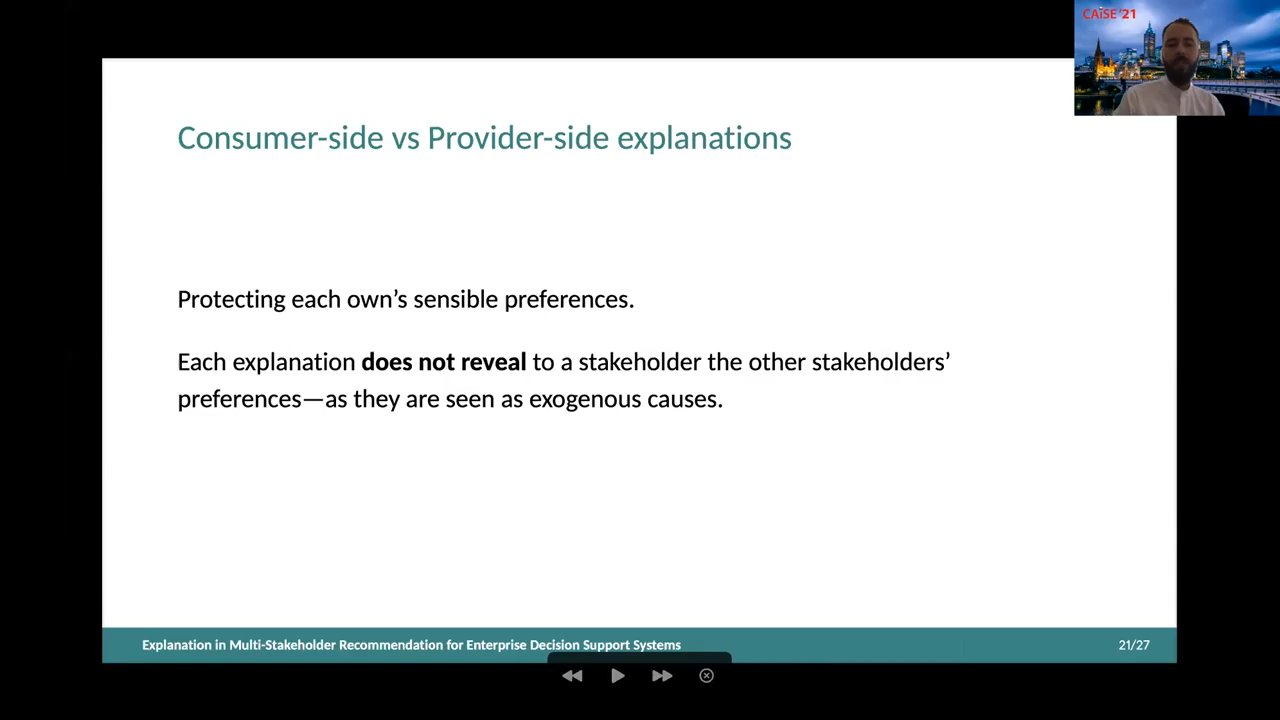 CAiSE '21
Consumer-side vs Provider-side explanations
Protecting each own’s sensible preferences.
Each explanation does not reveal to a stakeholder the other stakeholders’
preferences—as they are seen as exogenous causes.
Explanation in Multi-Stakeholder Recommendation for Enterprise Decision Support Systems
21/27